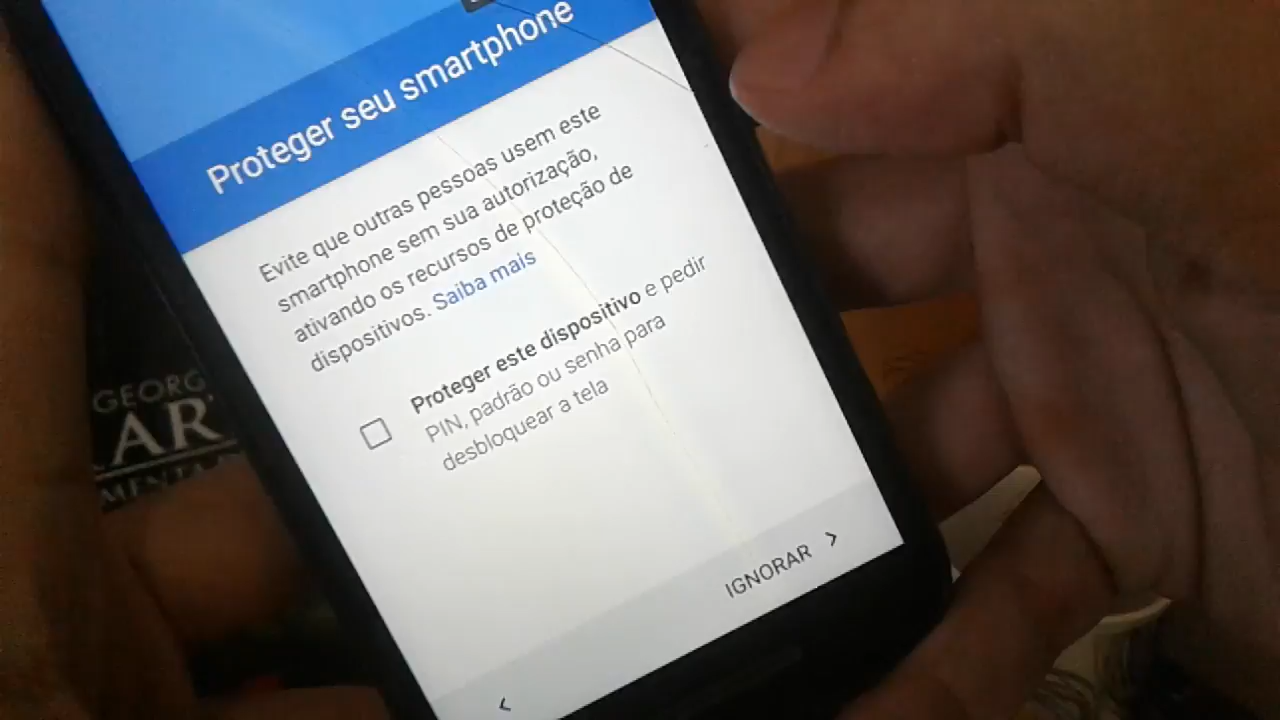 Proteger seu smartphone
Evite que outras pessoas usem este
smartphone sem sua autorização,
ativando os recursos de proteção de
dispositivos. Saiba mais
Proteger este dispositivo e pedir
PIN, padrão ou senha para
desbloquear a tela
IGNORAR
GEORG